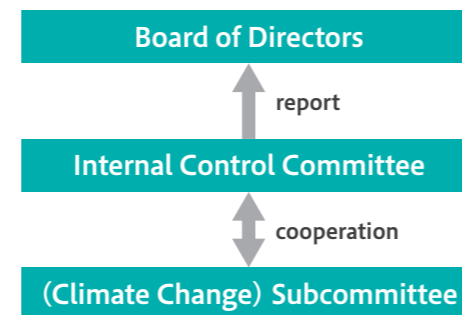 Board of Directors
report
Internal Control Committee
cooperation
(Climate Change) Subcommittee